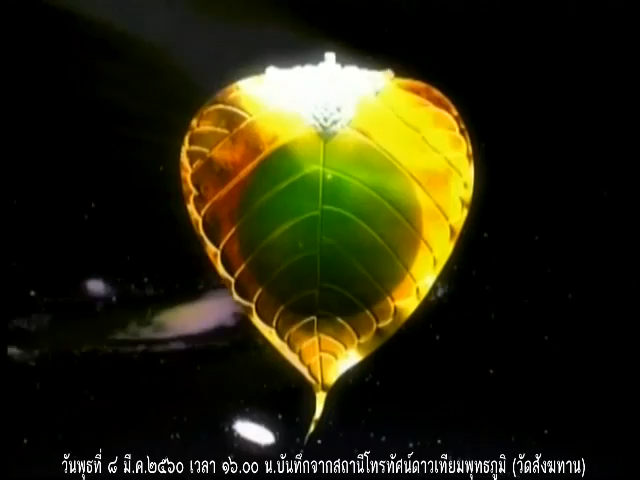 วันพุธที่ ๘ มี.ค.๒๕๖๐ เวลา ๑๖.๐๐ น.บันทึกจากสถานีโทรทัศน์ดาวเทียมพุทธภูมิ (วัดสังฆทาน)